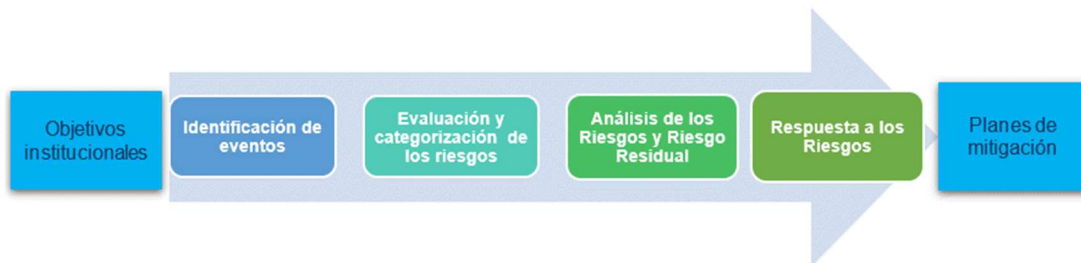 Objetivos
institucionales
Identificación de
eventos
Evaluación y
categorización de
los riesgos
Análisis de los
Riesgos y Riesgo
Residual
Respuesta a los
Riesgos
Planes de
mitigación